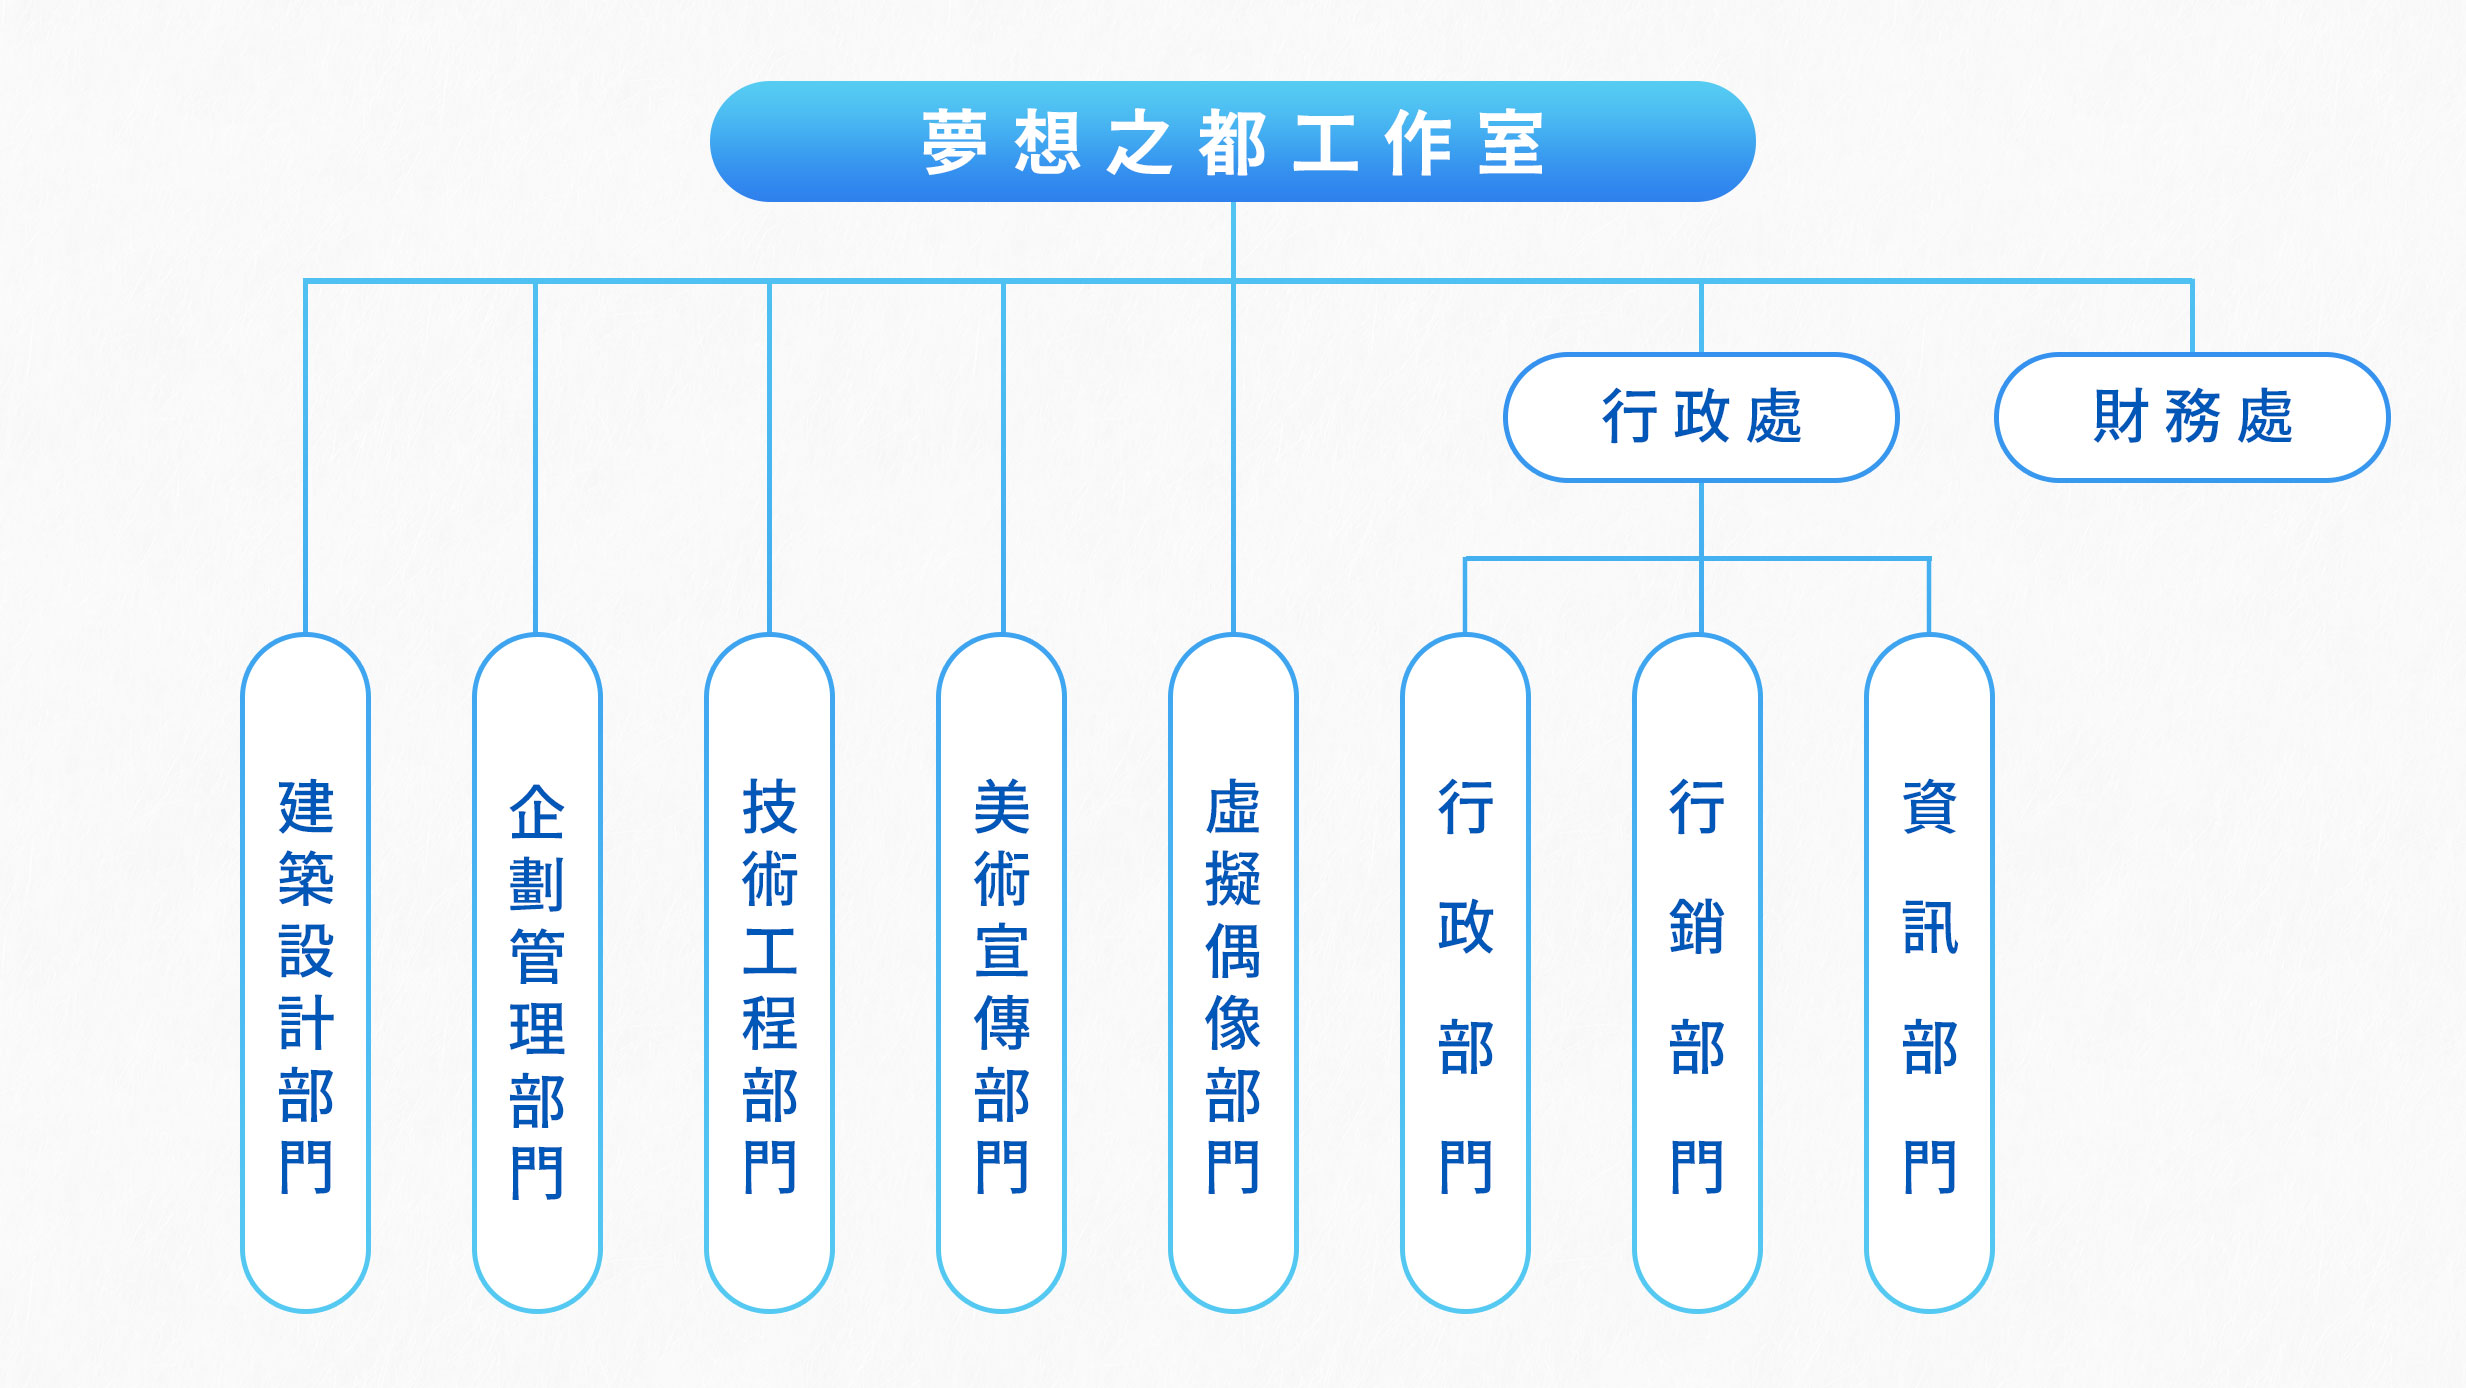 夢想之都工作室
行政處
財務處
建築設計部門
企劃管理部門
技術工程部門
美術宣傳部門
虛擬偶像部門
行政部門
行銷部門
資訊部門